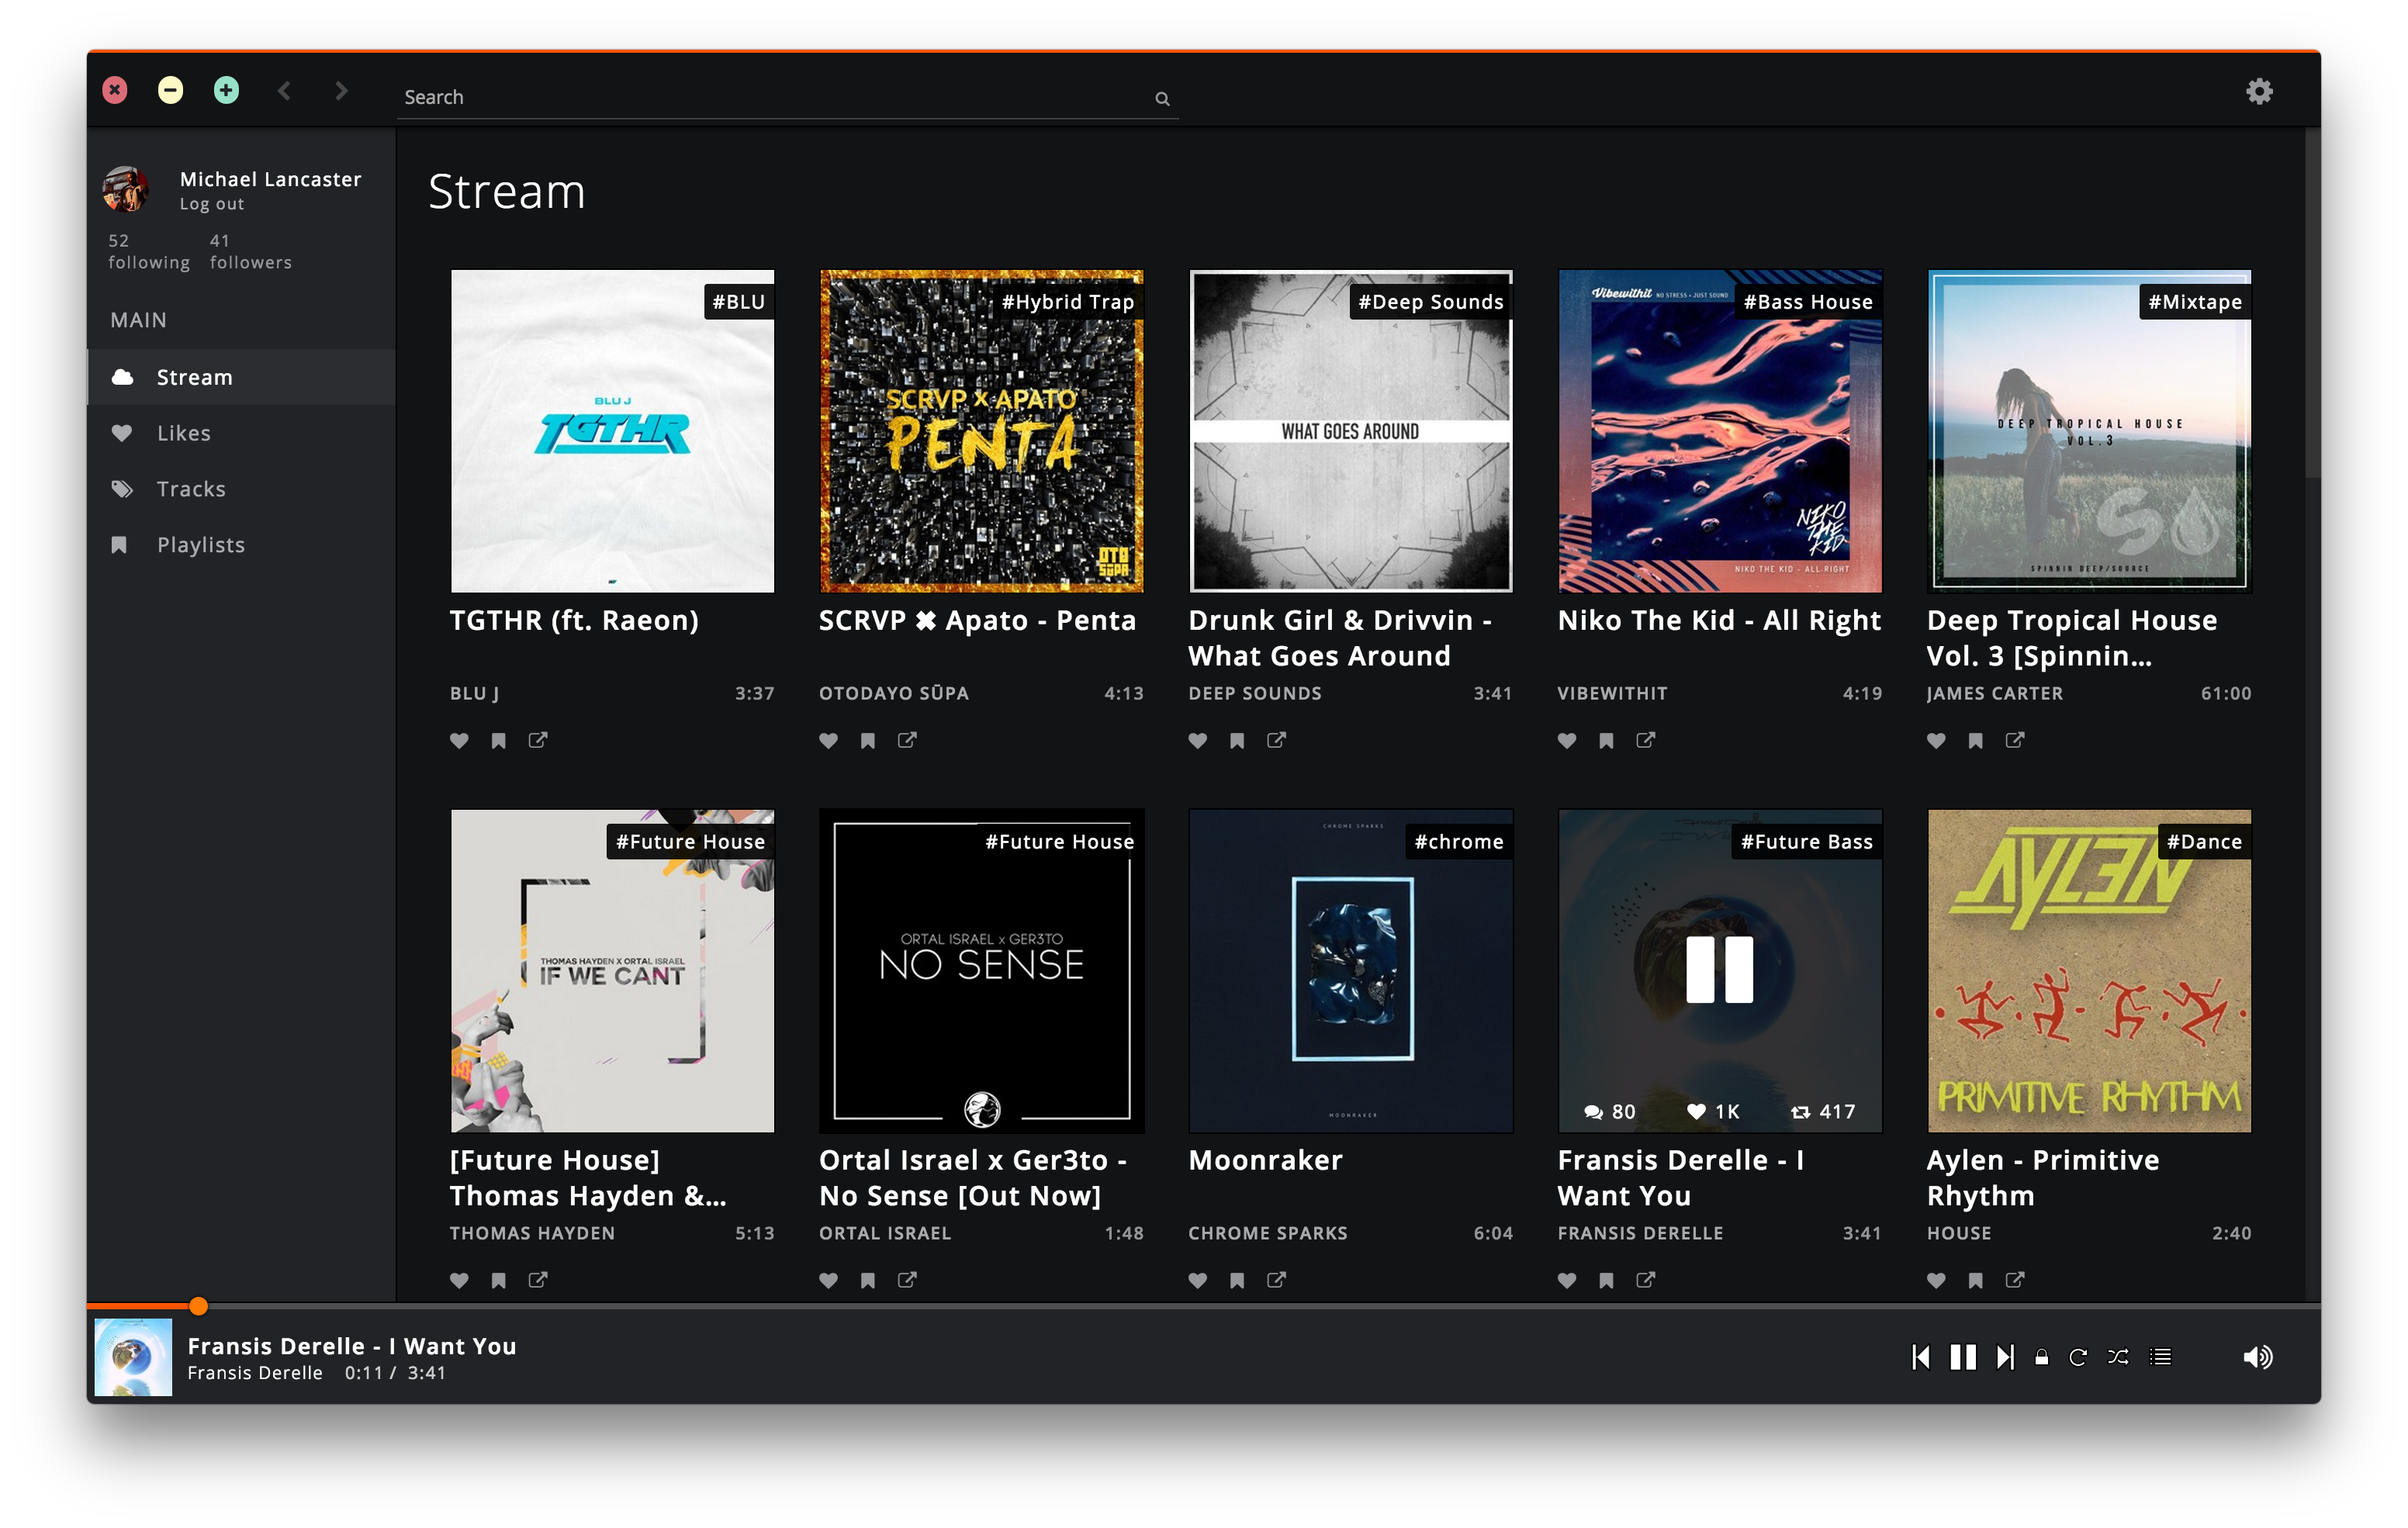 Search
Michael Lancaster
Log out
52
following
41
followers
MAIN
Stream
Likes
Tracks
Playlists
Stream
#BLU
BLU J
TGTHR
TGTHR (ft. Raeon)
BLU J 3:37
#Hybrid Trap
SCRVP X APATO
PENTA
OTO
SŪPA
SCRVP ✖ Apato - Penta
OTODAYO SŪPA 4:13
#Deep Sounds
WHAT GOES AROUND
Drunk Girl & Drivvin -
What Goes Around
DEEP SOUNDS 3:41
Vibewithit NO STRESS • JUST SOUND
#Bass House
NIKO
THE
KID
NIKO THE KID - ALL RIGHT
Niko The Kid - All Right
VIBEWITHIT 4:19
#Mixtape
DEEP TROPICAL HOUSE
VOL.3
SPINNIN DEEP/SOURCE
Deep Tropical House
Vol. 3 [Spinnin...
JAMES CARTER 61:00
#Future House
THOMAS HAYDEN X ORTAL ISRAEL
IF WE CANT
[Future House]
Thomas Hayden &...
THOMAS HAYDEN 5:13
#Future House
ORTAL ISRAEL x GER3TO
NO SENSE
Ortal Israel x Ger3to -
No Sense [Out Now]
ORTAL ISRAEL 1:48
CHROME SPARKS
#chrome
MOONRAKER
Moonraker
CHROME SPARKS 6:04
#Future Bass
80 1K 417
Fransis Derelle - I
Want You
FRANSIS DERELLE 3:41
#Dance
AYLEN
PRIMITIVE RHYTHM
Aylen - Primitive
Rhythm
HOUSE 2:40
Fransis Derelle - I Want You
Fransis Derelle 0:11 / 3:41